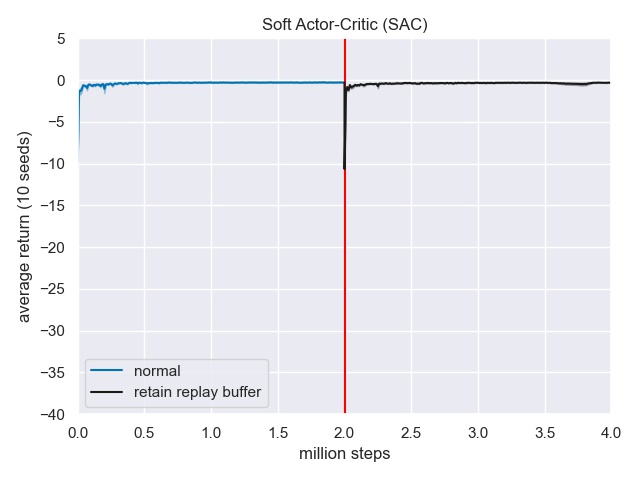 Soft Actor-Critic (SAC)
5
0
−5
−10
−15
−20
−25
−30
−35
−40
average return (10 seeds)
normal
retain replay buffer
0.0 0.5 1.0 1.5 2.0 2.5 3.0 3.5 4.0
million steps